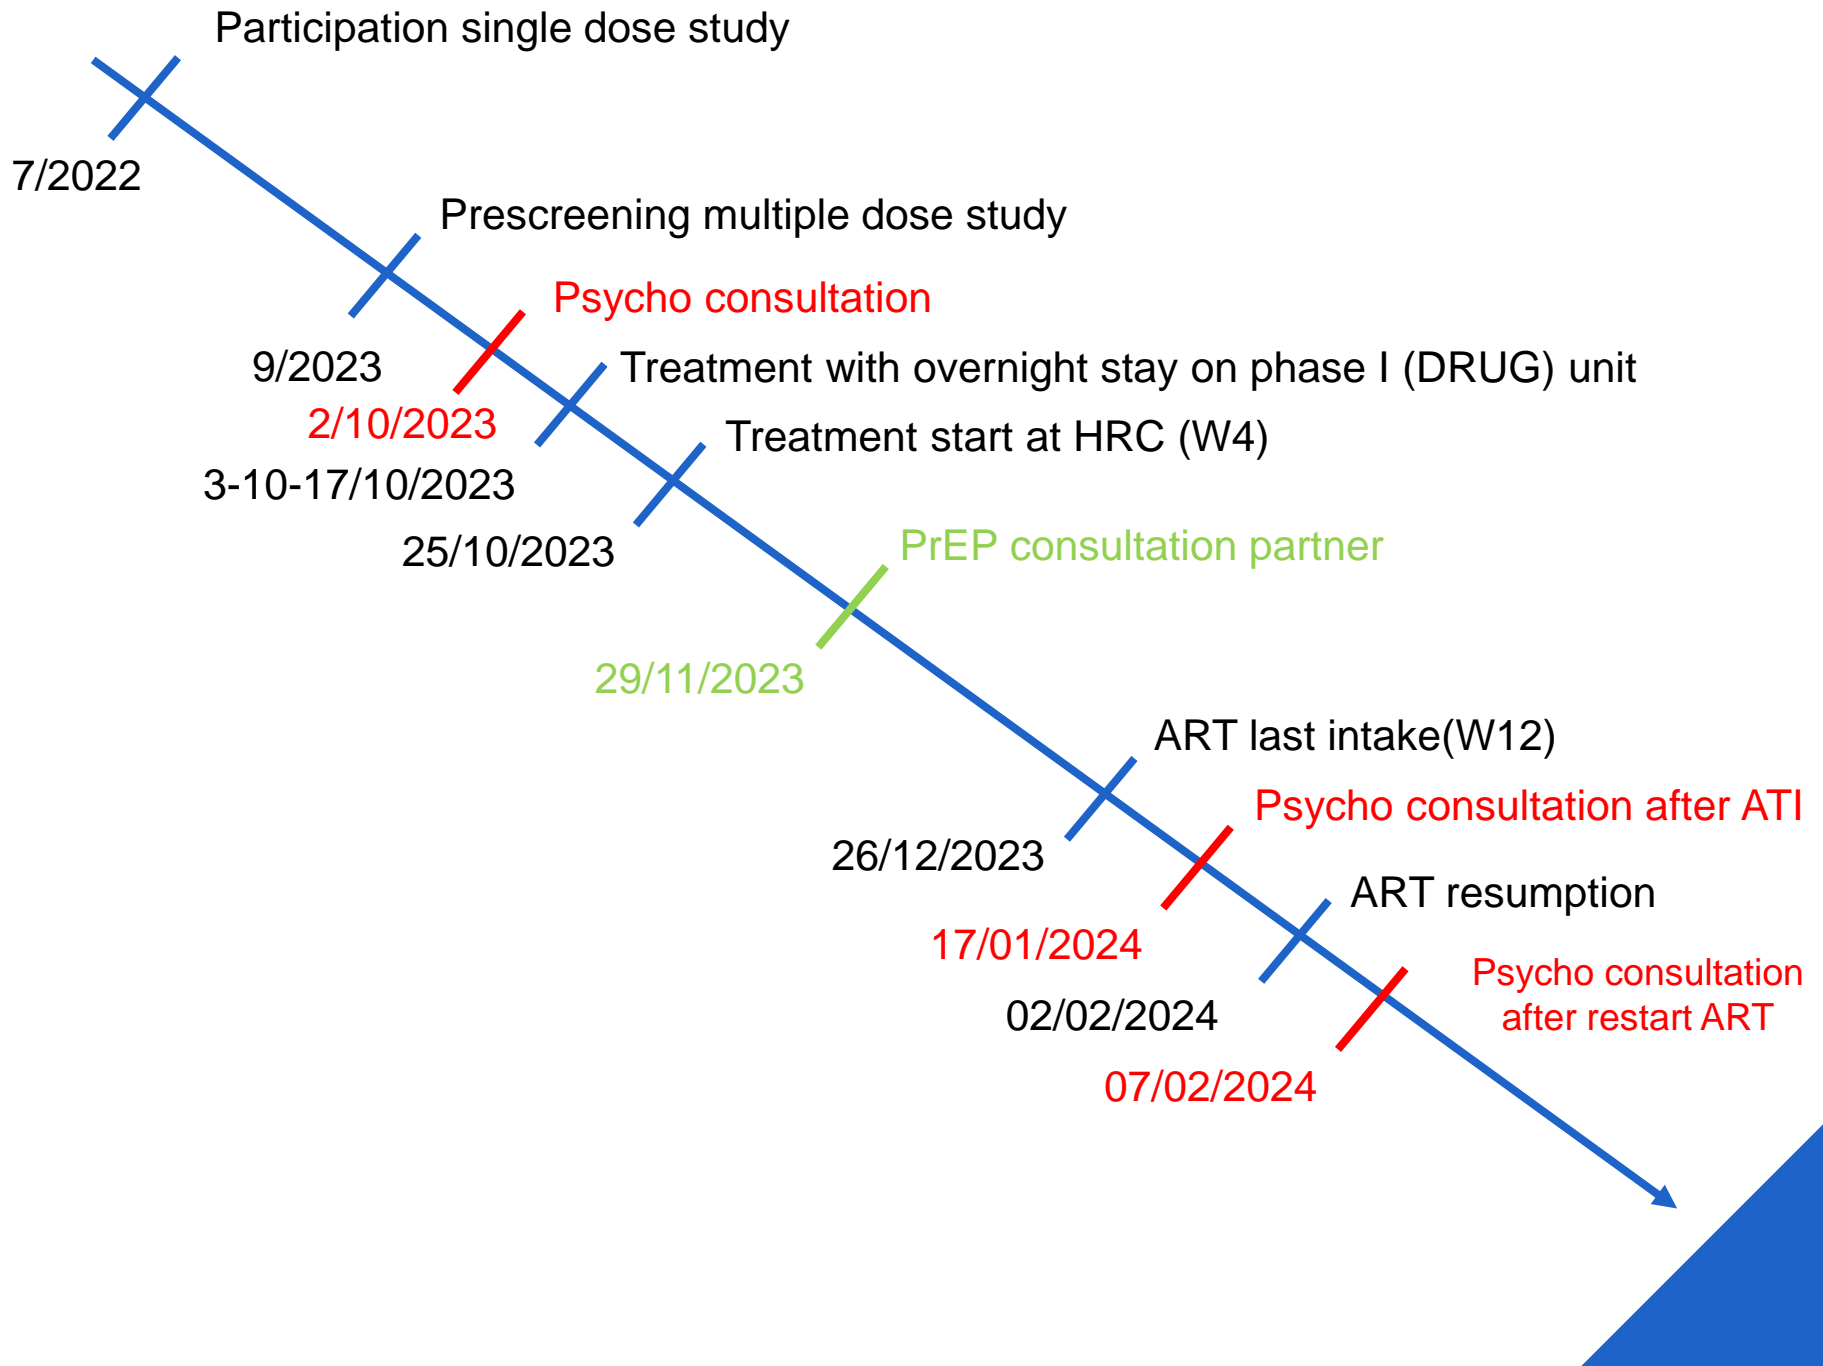 Participation single dose study
7/2022
Prescreening multiple dose study
9/2023
Psycho consultation
2/10/2023
Treatment with overnight stay on phase I (DRUG) unit
3-10-17/10/2023
Treatment start at HRC (W4)
25/10/2023
PrEP consultation partner
29/11/2023
ART last intake(W12)
26/12/2023
Psycho consultation after ATI
17/01/2024
ART resumption
02/02/2024
Psycho consultation
after restart ART
07/02/2024